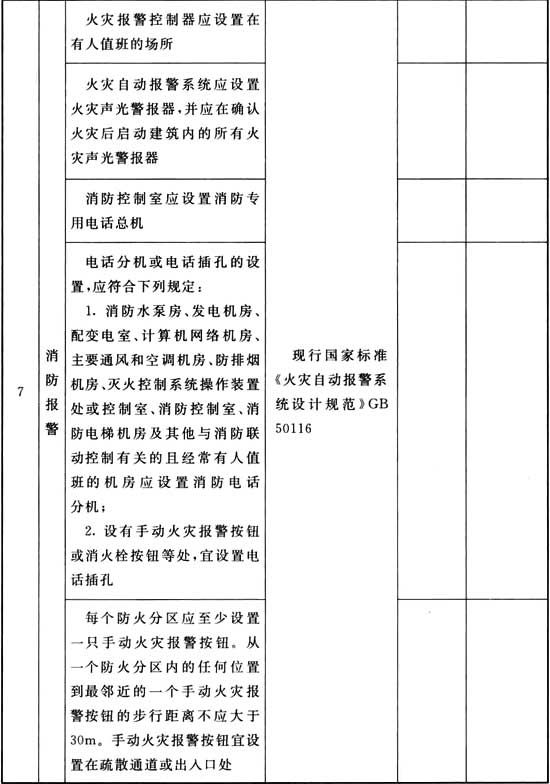 火灾报警控制器应设置在
有人值班的场所
火灾自动报警系统应设置
火灾声光警报器,并应在确认
火灾后启动建筑内的所有火
灾声光警报器
消防控制室应设置消防专
用电话总机
电话分机或电话插孔的设
置,应符合下列规定:
1. 消防水泵房、发电机房、
配变电室、计算机网络机房、
主要通风和空调机房、防排烟
机房、灭火控制系统操作装置
处或控制室、消防控制室、消
防电梯机房及其他与消防联
动控制有关的且经常有人值
班的机房应设置消防电话
分机;
2. 设有手动火灾报警按钮
或消火栓按钮等处,宜设置电
话插孔
每个防火分区应至少设置
一只手动火灾报警按钮。从
一个防火分区内的任何位置
到最邻近的一个手动火灾报
警按钮的步行距离不应大于
30m。手动火灾报警按钮宜设
置在疏散通道或出入口处
7
消
防
报
警
现行国家标准
《火灾自动报警系
统设计规范》GB
50116